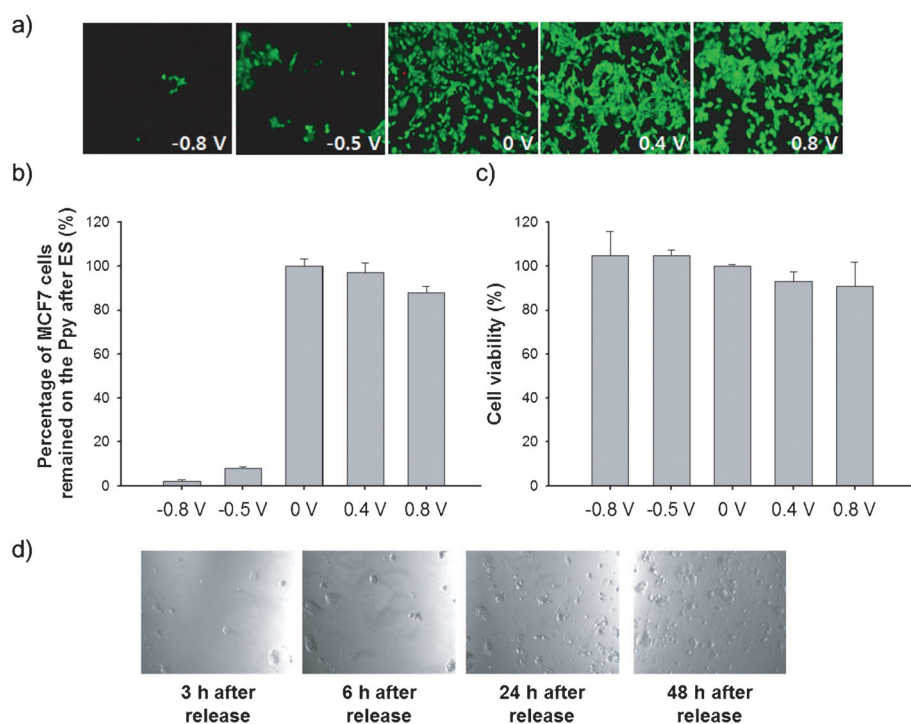 a)
-0.8 V
-0.5 V
0 V
0.4 V
0.8 V
b)
c)
Percentage of MCF7 cells
remained on the Ppy after ES (%)
120
100
80
60
40
20
0
-0.8 V
-0.5 V
0 V
0.4 V
0.8 V
Cell viability (%)
120
100
80
60
40
20
0
-0.8 V
-0.5 V
0 V
0.4 V
0.8 V
d)
3 h after
release
6 h after
release
24 h after
release
48 h after
release